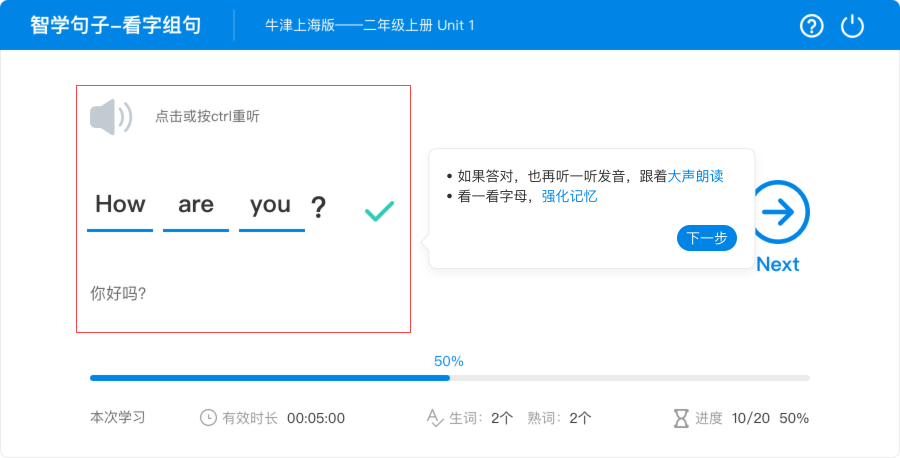 智学句子-看字组句
牛津上海版——二年级上册 Unit 1
点击或按ctrl重听
How are you ?
你好吗?
如果答对，也再听一听发音，跟着大声朗读
看一看字母，强化记忆
下一步
Next
50%
本次学习 有效时长 00:05:00 生词：2个 熟词：2个 进度 10/20 50%